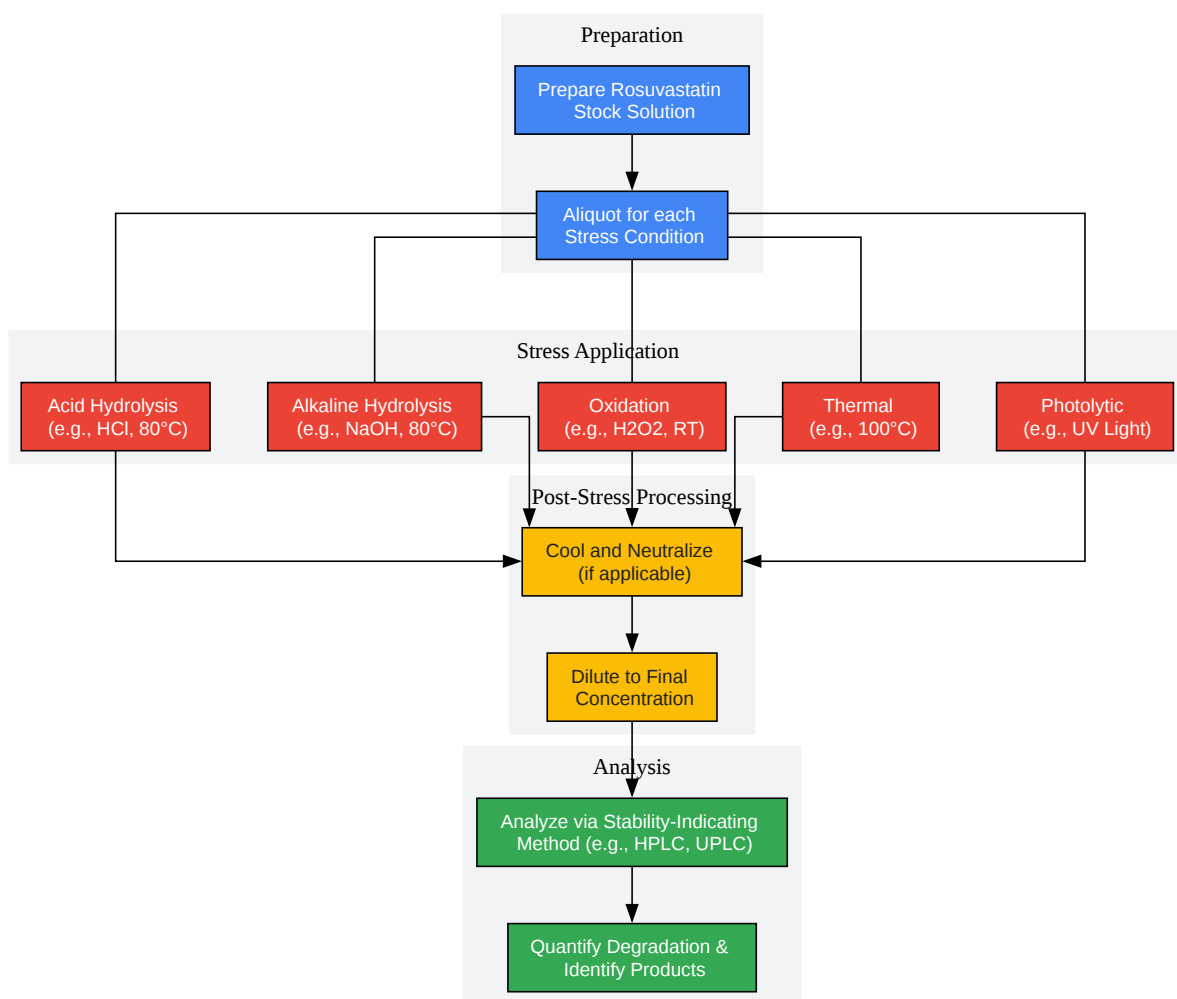 Preparation
Prepare Rosuvastatin
Stock Solution
Aliquot for each
Stress Condition
Stress Application
Acid Hydrolysis
(e.g., HCl, 80°C)
Alkaline Hydrolysis
(e.g., NaOH, 80°C)
Oxidation
(e.g., H2O2, RT)
Thermal
(e.g., 100°C)
Photolytic
(e.g., UV Light)
Post-Stress Processing
Cool and Neutralize
(if applicable)
Dilute to Final
Concentration
Analysis
Analyze via Stability-Indicating
Method (e.g., HPLC, UPLC)
Quantify Degradation &
Identify Products